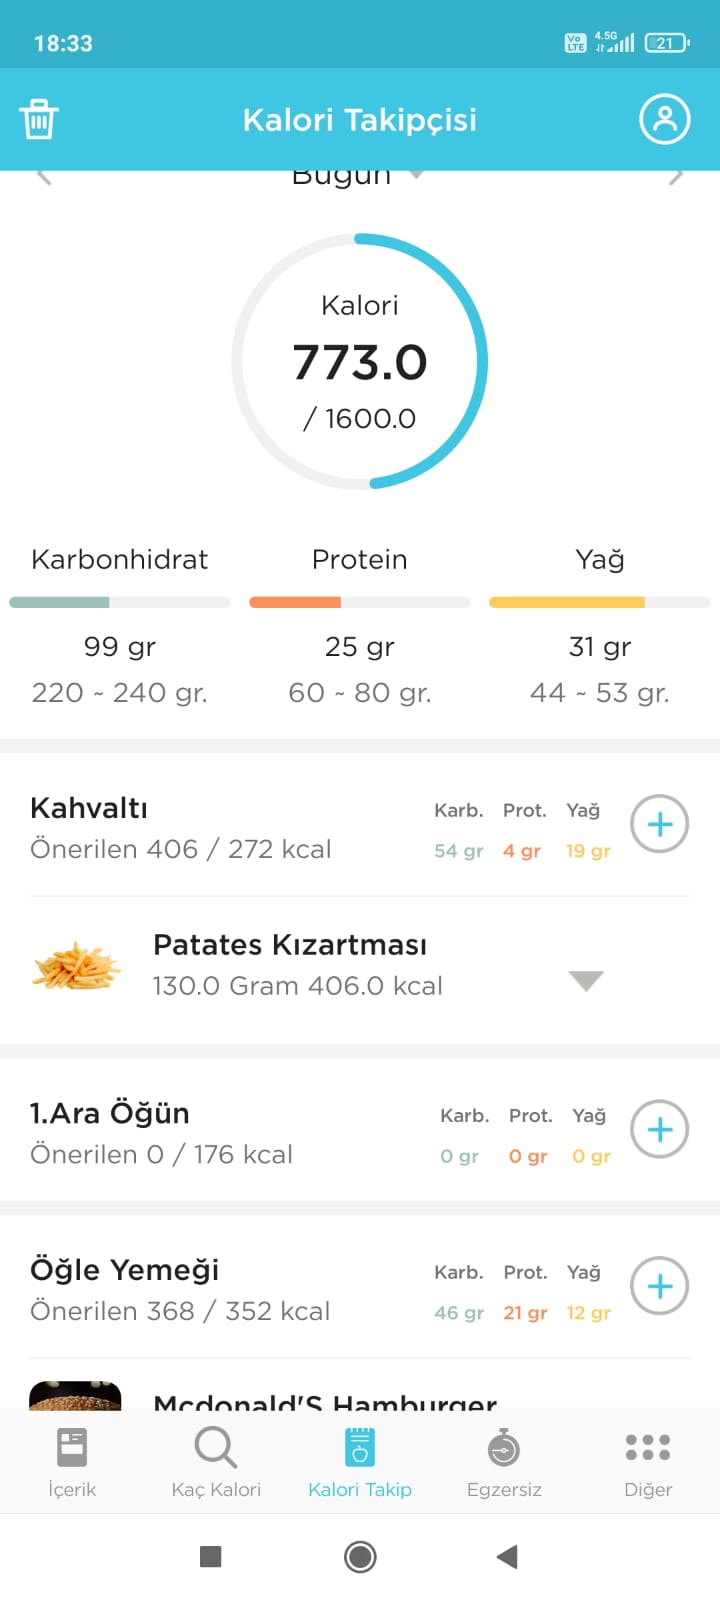 18:33
Vo LTE 4.5G 21
Kalori Takipçisi
Bugün
Kalori
773.0
/ 1600.0
Karbonhidrat Protein Yağ
99 gr 25 gr 31 gr
220 ~ 240 gr. 60 ~ 80 gr. 44 ~ 53 gr.
Kahvaltı Karb. Prot. Yağ
Önerilen 406 / 272 kcal 54 gr 4 gr 19 gr
Patates Kızartması
130.0 Gram 406.0 kcal
1.Ara Öğün Karb. Prot. Yağ
Önerilen 0 / 176 kcal 0 gr 0 gr 0 gr
Öğle Yemeği Karb. Prot. Yağ
Önerilen 368 / 352 kcal 46 gr 21 gr 12 gr
Mcdonald'S Hamburger
İçerik Kaç Kalori Kalori Takip Egzersiz Diğer